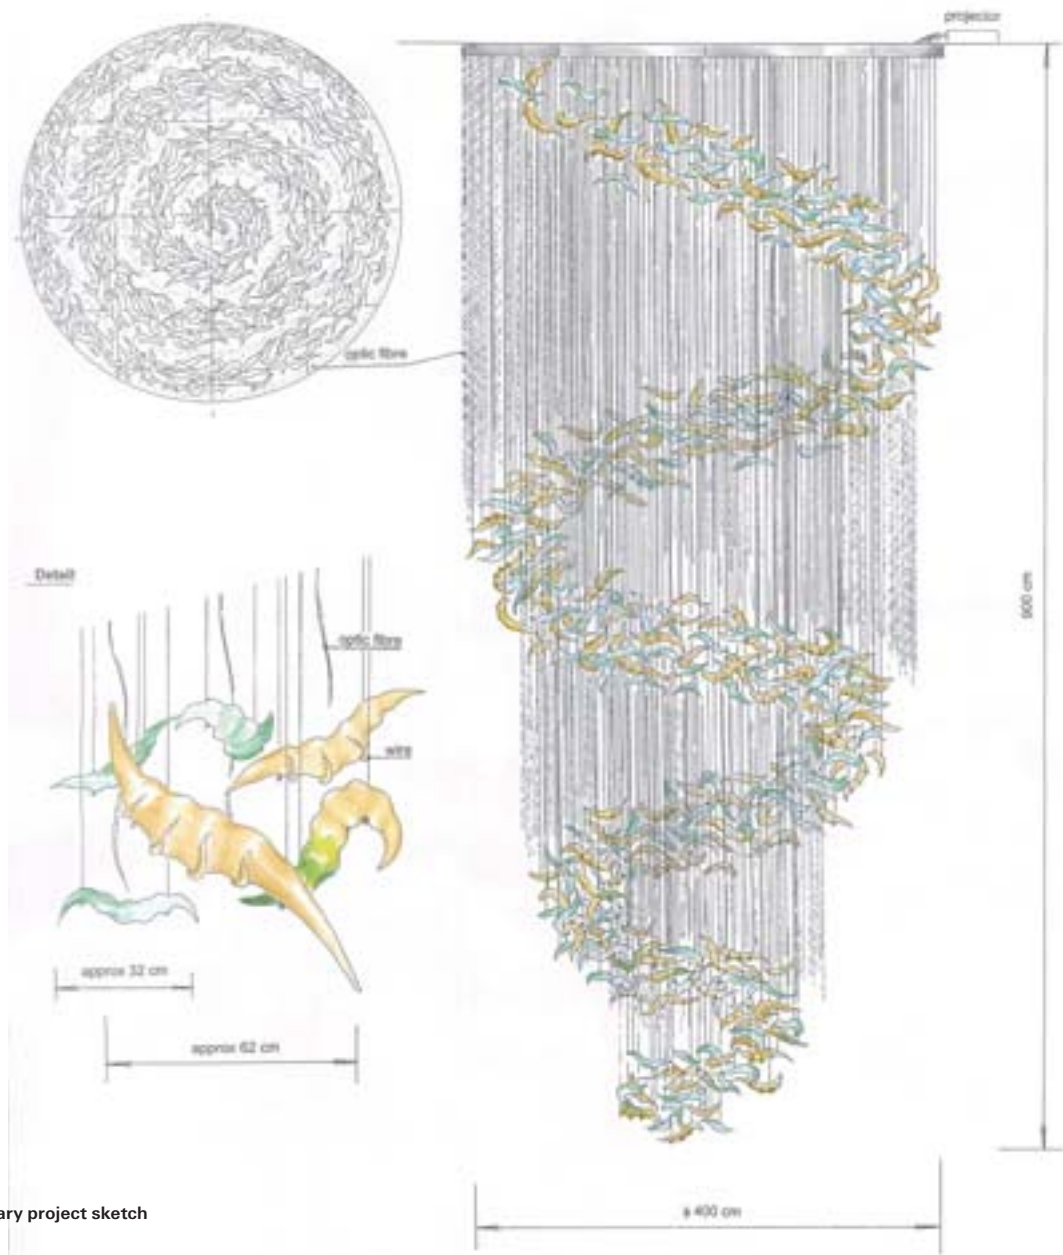 projector
optic fibre
Detail
optic fibre
wire
approx 32 cm
approx 62 cm
900 cm
ø 400 cm
ary project sketch